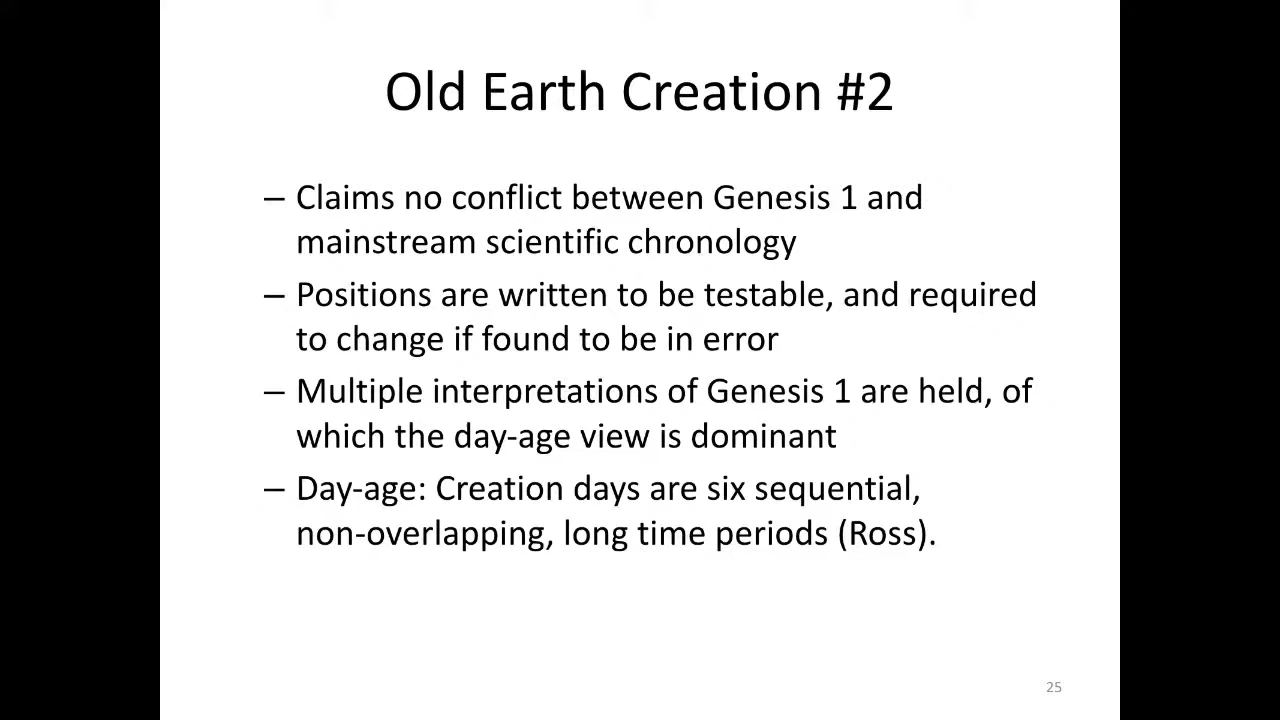 Old Earth Creation #2
– Claims no conflict between Genesis 1 and
mainstream scientific chronology
– Positions are written to be testable, and required
to change if found to be in error
– Multiple interpretations of Genesis 1 are held, of
which the day-age view is dominant
– Day-age: Creation days are six sequential,
non-overlapping, long time periods (Ross).
25